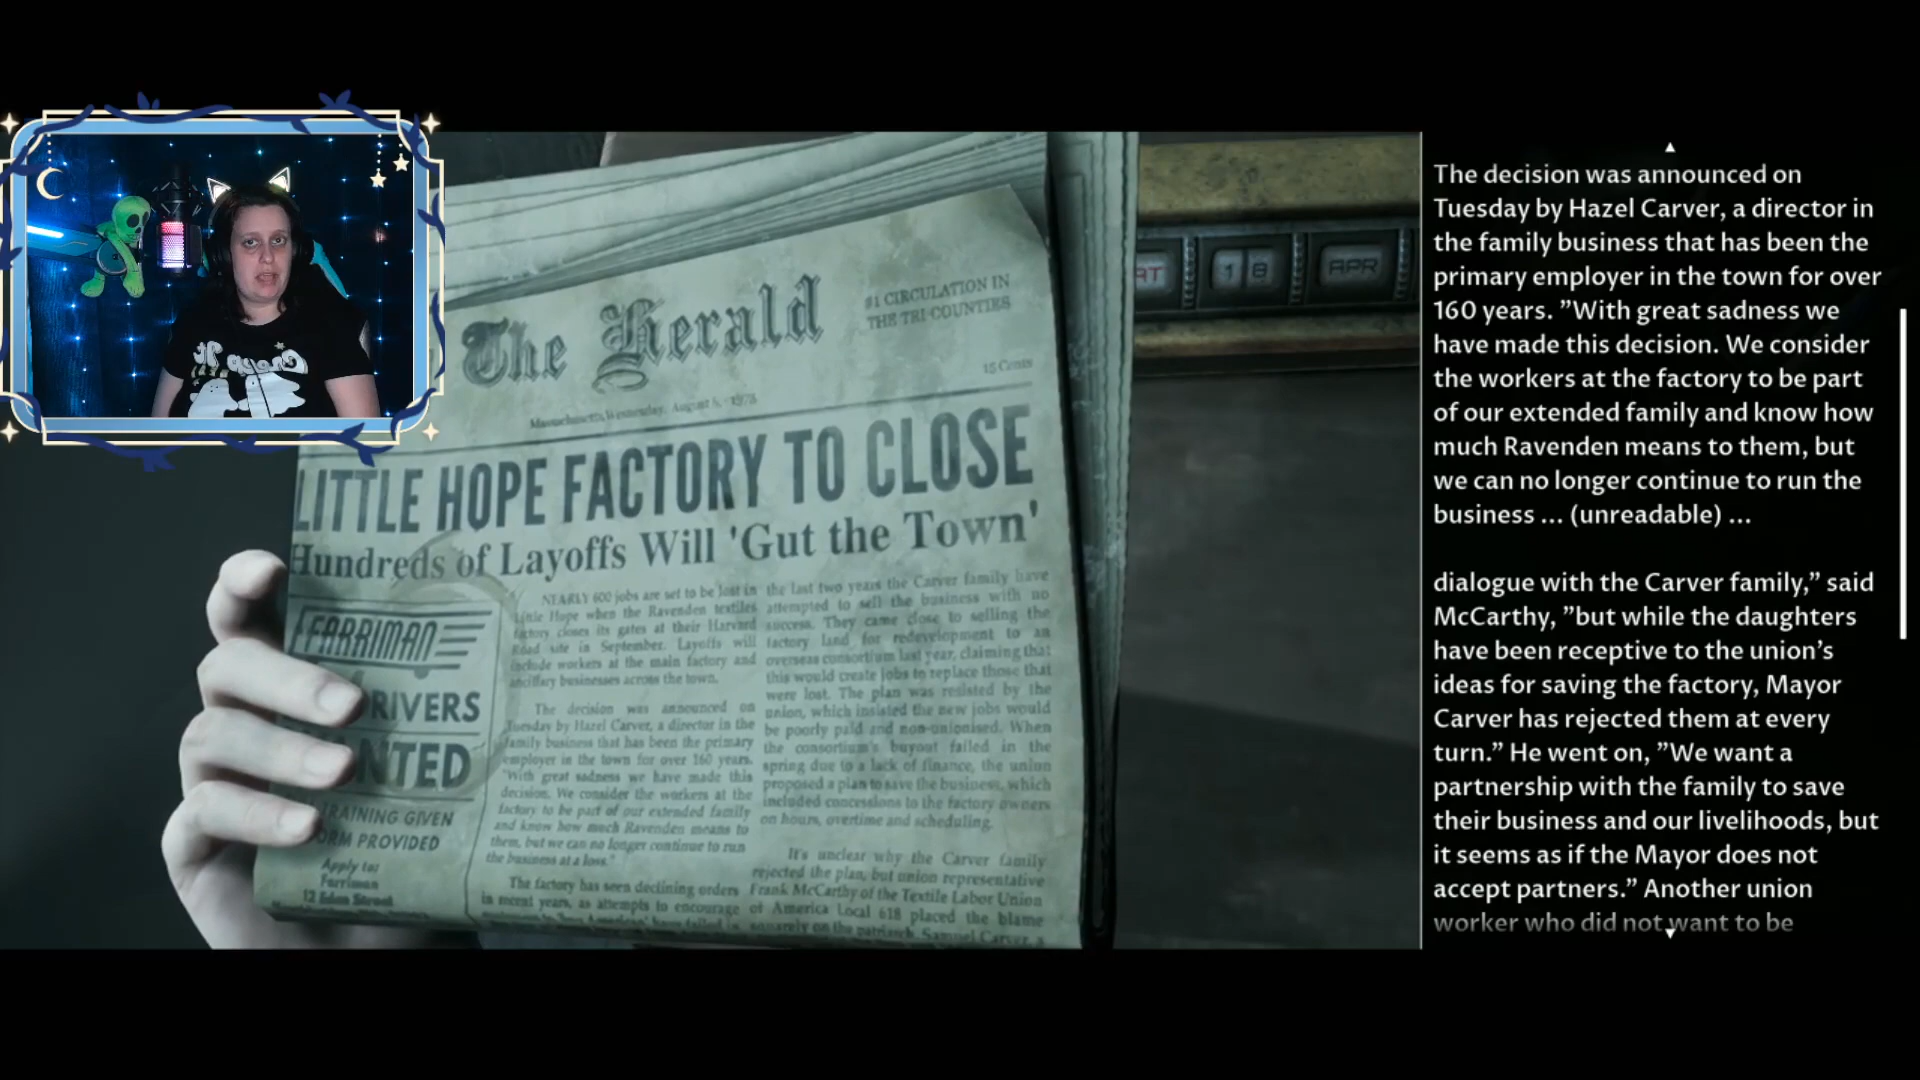 The Herald
#1 CIRCULATION IN
THE TRI-COUNTIES
15 Cents
Massachusetts, Wednesday, August
LITTLE HOPE FACTORY TO CLOSE
Hundreds of Layoffs Will 'Gut the Town'
FARRIMAN
RIVERS
NTED
RAINING GIVEN
ORM PROVIDED
Apply to:
Farriman
12 Eden Street
NEARLY 600 jobs are set to be lost in
Little Hope when the Ravenden textiles
factory closes its gates at their Harvard
Road site in September. Layoffs will
include workers at the main factory and
ancillary businesses across the town.
The decision was announced on
Tuesday by Hazel Carver, a director in the
family business that has been the primary
employer in the town for over 160 years.
"With great sadness we have made this
decision. We consider the workers at the
factory to be part of our extended family
and know how much Ravenden means to
them, but we can no longer continue to run
the business at a loss."
The factory has seen declining orders
in recent years, as attempts to encourage
the last two years the Carver family have
attempted to sell the business with no
success. They came close to selling the
factory land for redevelopment to an
overseas consortium last year, claiming that
this would create jobs to replace those that
were lost. The plan was resisted by the
union, which insisted the new jobs would
be poorly paid and non-unionised. When
the consortium's buyout failed in the
spring due to a lack of finance, the union
proposed a plan to save the business, which
included concessions to the factory owners
on hours, overtime and scheduling.
It's unclear why the Carver family
rejected the plan, but union representative
Frank McCarthy of the Textile Labor Union
of America Local 618 placed the blame
squarely on the patriarch, Samuel Carver, a
AT
18
APR
The decision was announced on
Tuesday by Hazel Carver, a director in
the family business that has been the
primary employer in the town for over
160 years. ”With great sadness we
have made this decision. We consider
the workers at the factory to be part
of our extended family and know how
much Ravenden means to them, but
we can no longer continue to run the
business ... (unreadable) ...
dialogue with the Carver family,” said
McCarthy, ”but while the daughters
have been receptive to the union’s
ideas for saving the factory, Mayor
Carver has rejected them at every
turn.” He went on, ”We want a
partnership with the family to save
their business and our livelihoods, but
it seems as if the Mayor does not
accept partners.” Another union
worker who did not want to be